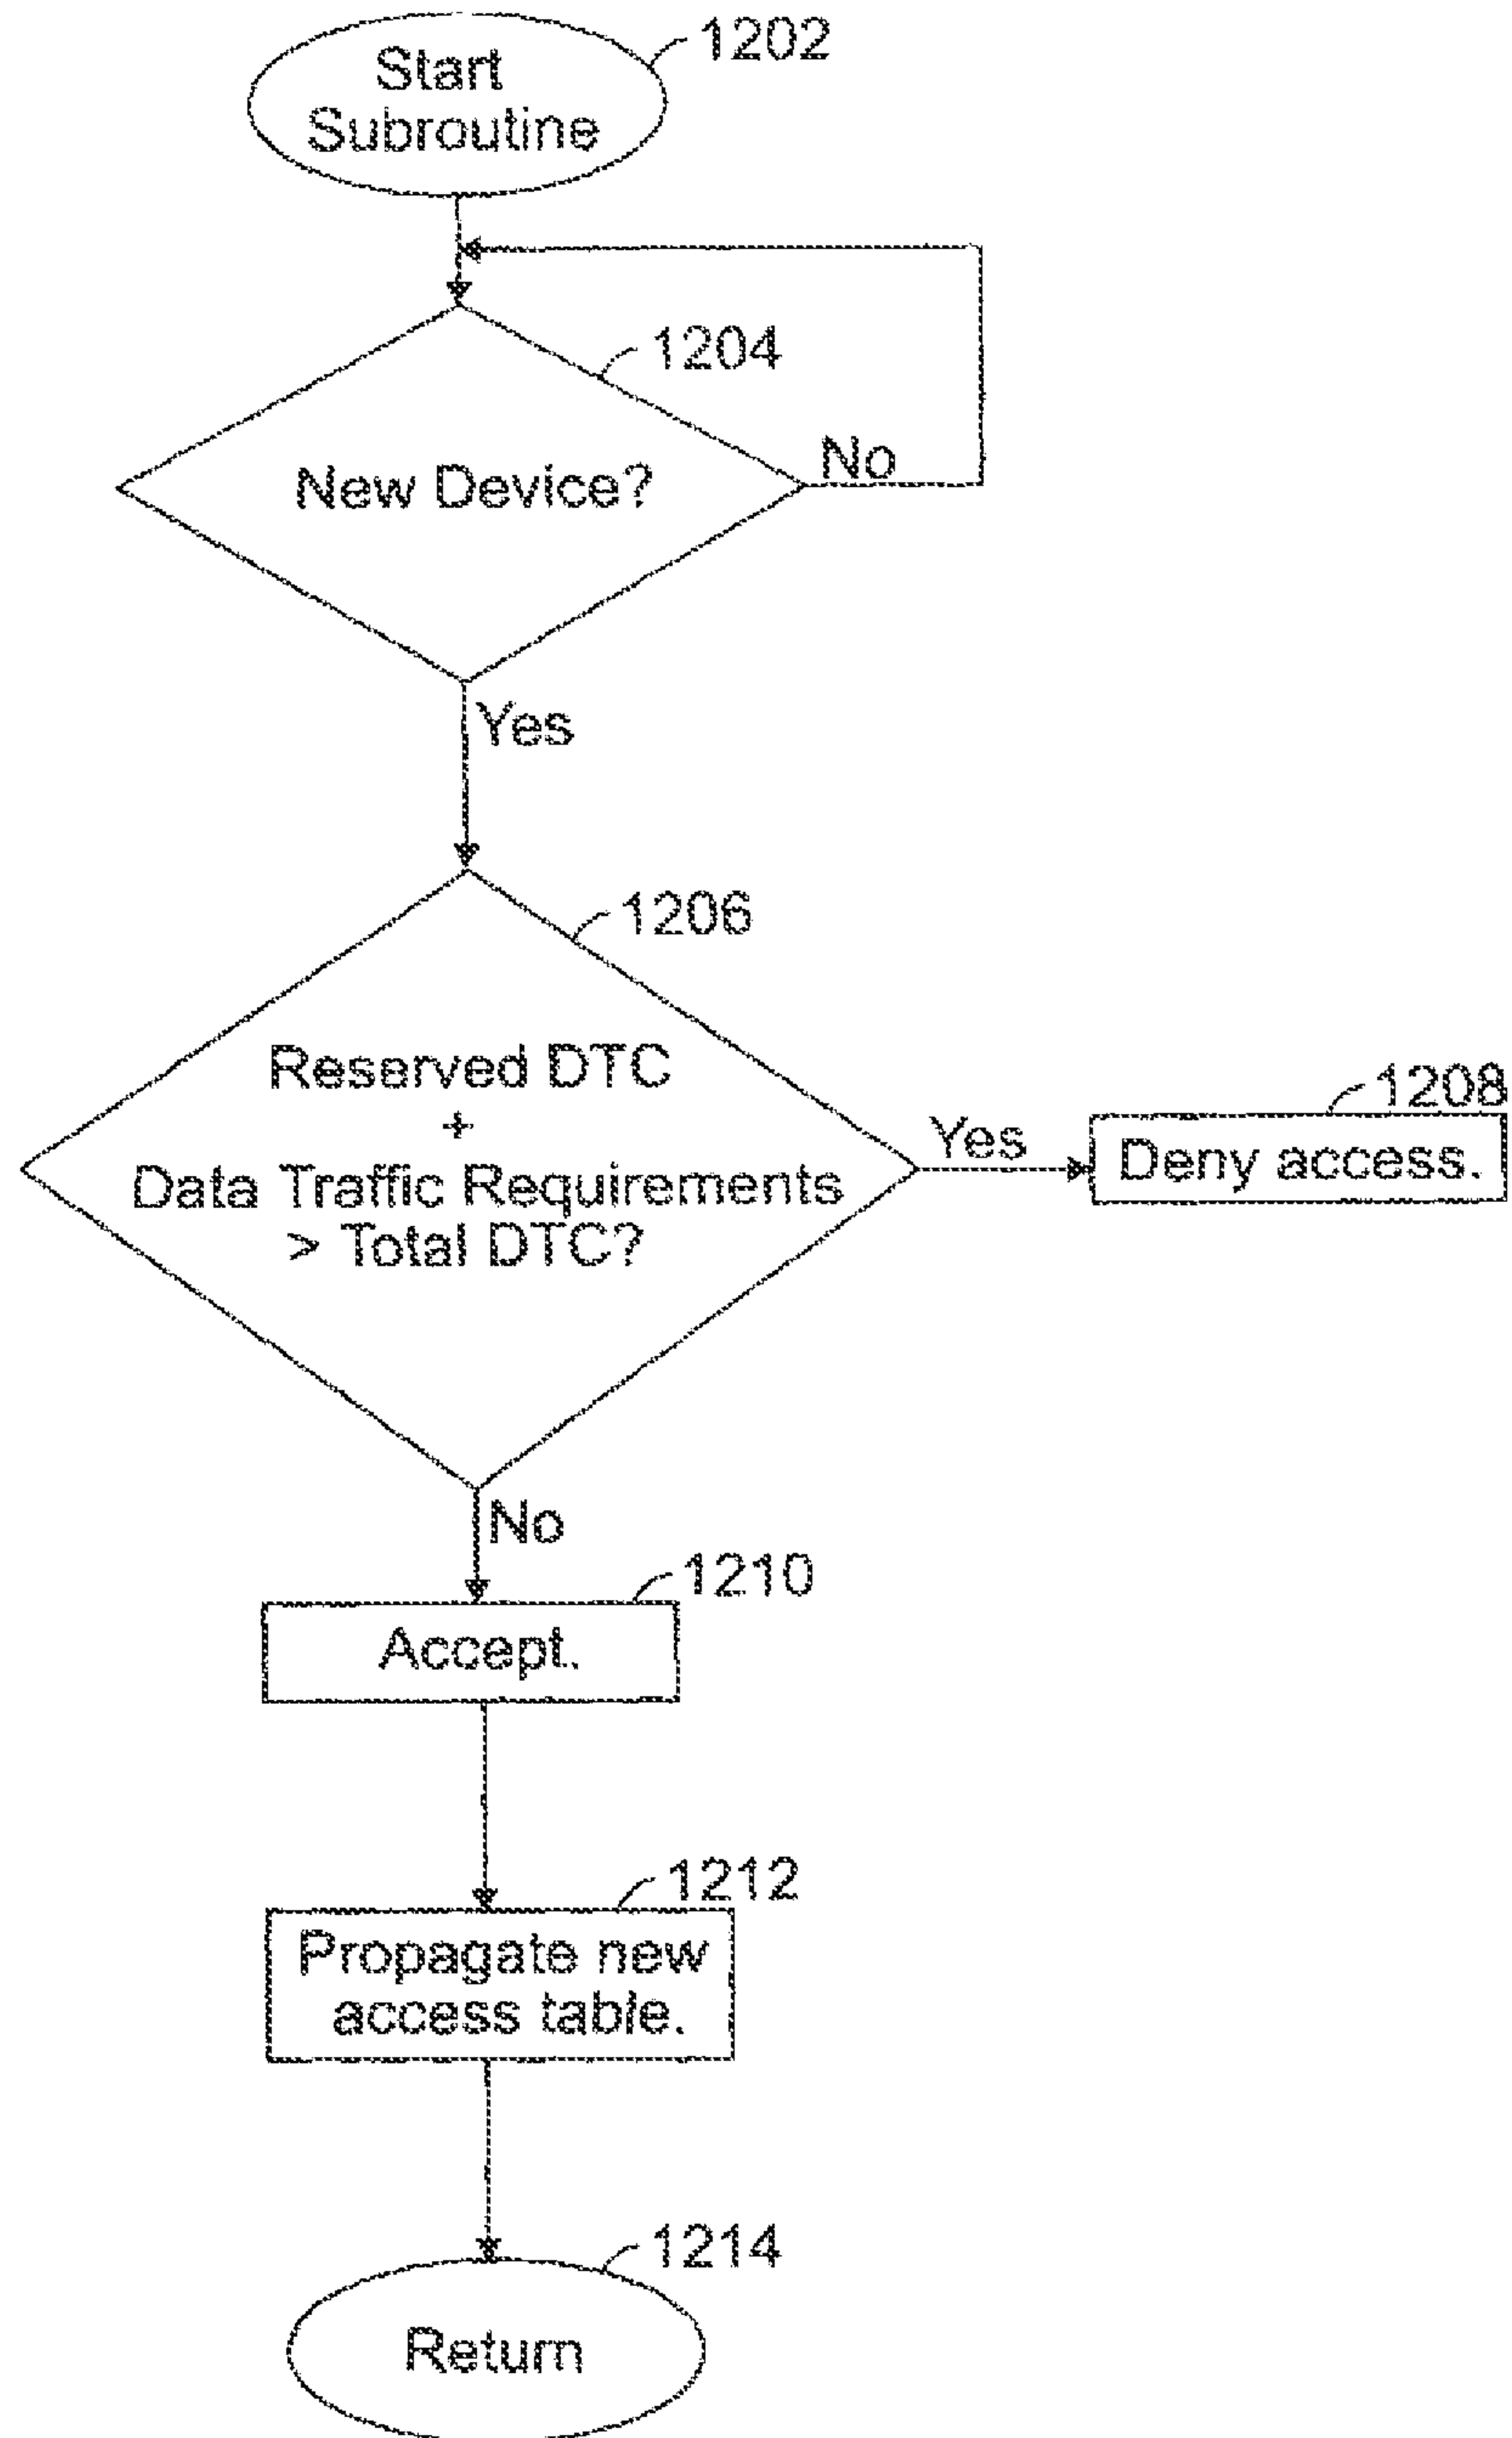 1202
Start
Subroutine
1204
New Device?
No
Yes
1206
Reserved DTC
+
Data Traffic Requirements
> Total DTC?
Yes
1208
Deny access.
No
1210
Accept.
1212
Propagate new
access table.
1214
Return